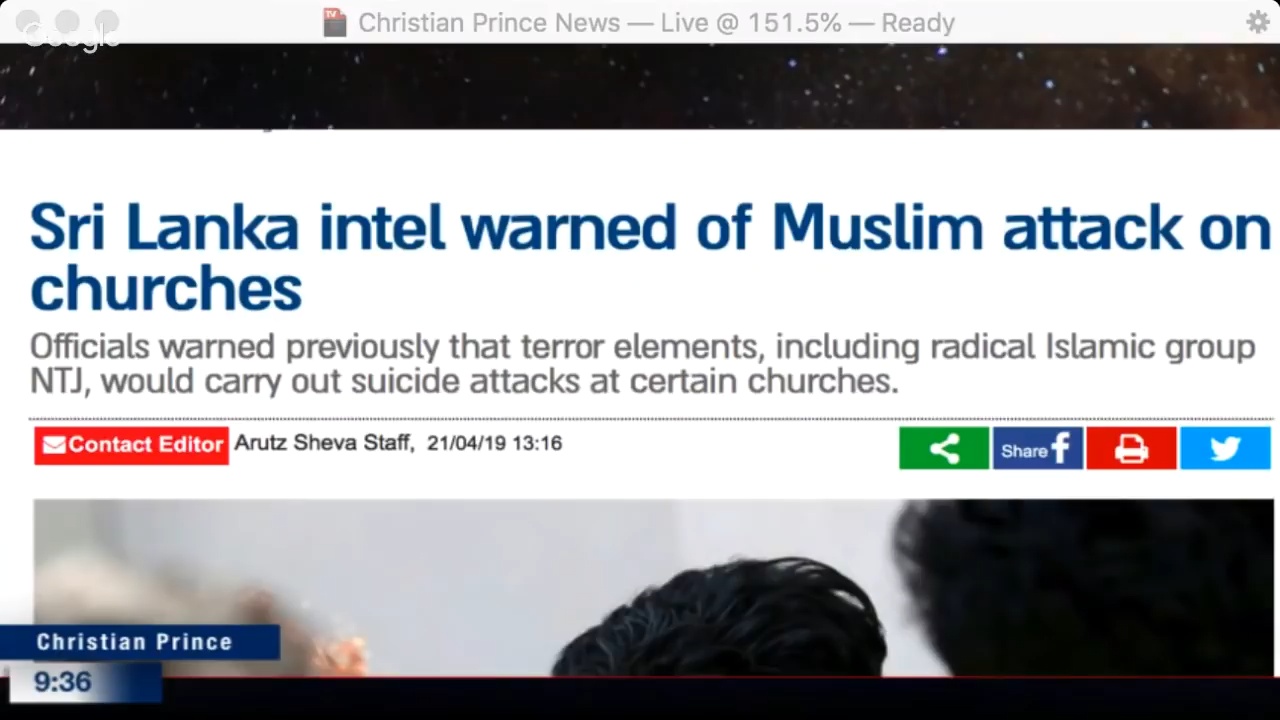 Christian Prince News — Live @ 151.5% — Ready
Google
Sri Lanka intel warned of Muslim attack on
churches
Officials warned previously that terror elements, including radical Islamic group
NTJ, would carry out suicide attacks at certain churches.
Contact Editor Arutz Sheva Staff, 21/04/19 13:16
Share
Christian Prince
9:36